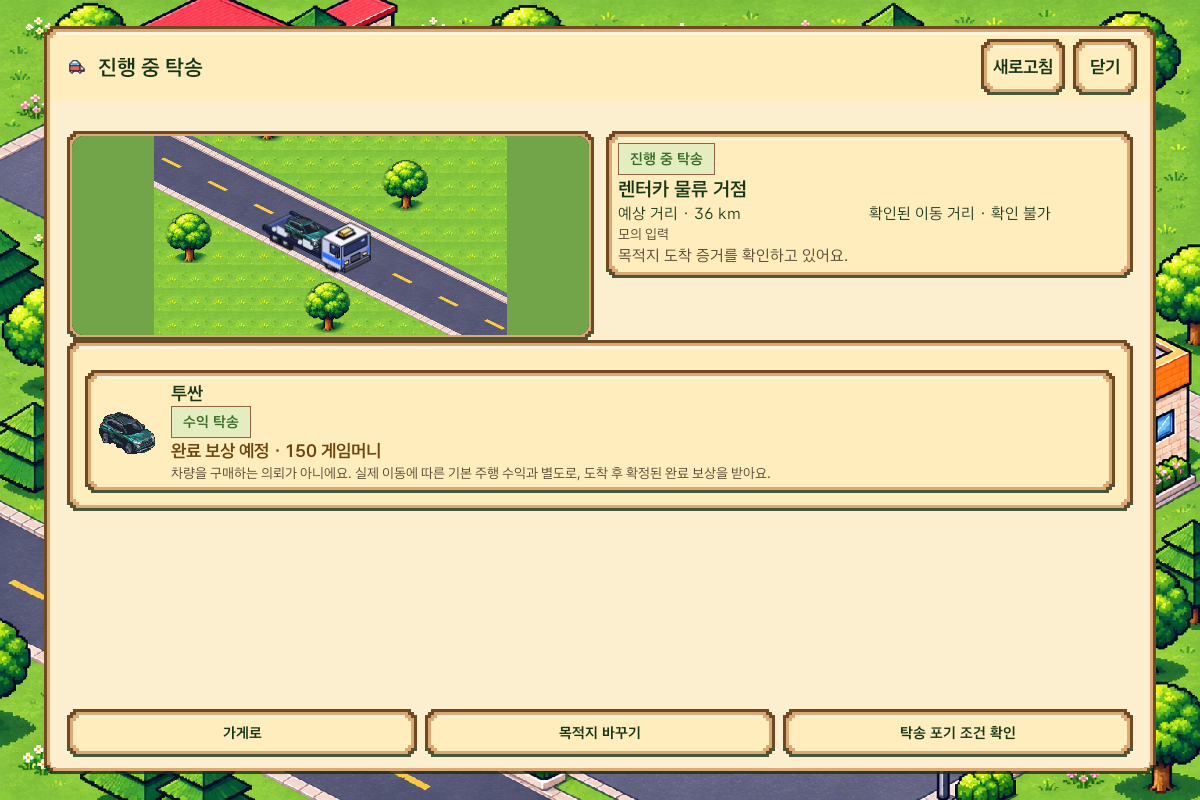 진행 중 탁송
새로고침
닫기
진행 중 탁송
렌터카 물류 거점
예상 거리 · 36 km
확인된 이동 거리 · 확인 불가
모의 입력
목적지 도착 증거를 확인하고 있어요.
투싼
수익 탁송
완료 보상 예정 · 150 게임머니
차량을 구매하는 의뢰가 아니에요. 실제 이동에 따른 기본 주행 수익과 별도로, 도착 후 확정된 완료 보상을 받아요.
가게로
목적지 바꾸기
탁송 포기 조건 확인